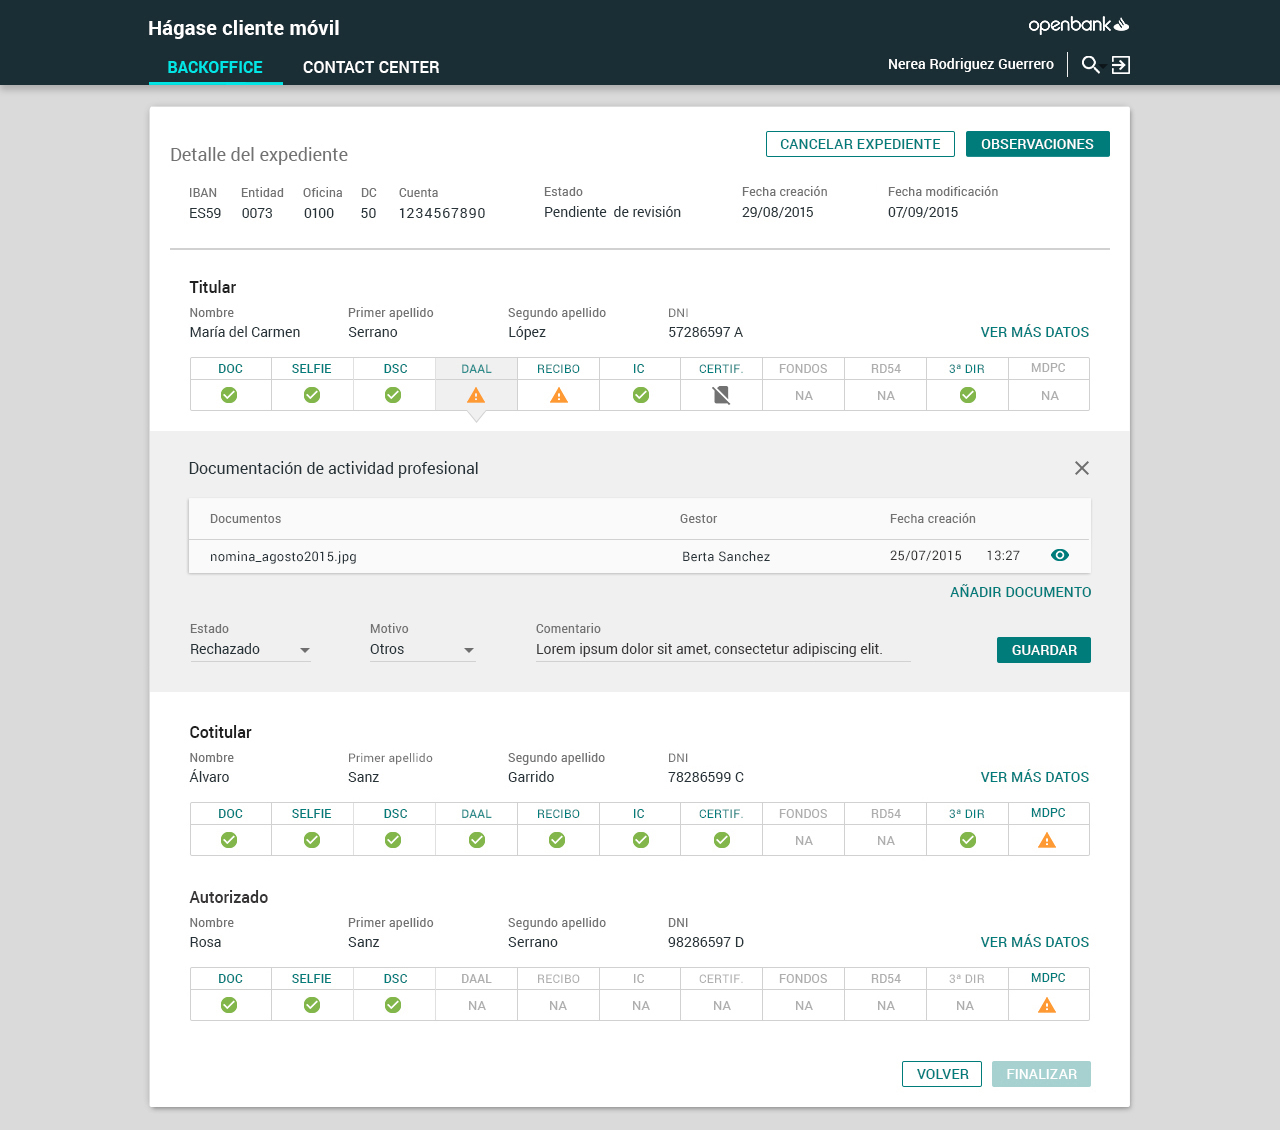 Hágase cliente móvil
openbank
BACKOFFICE CONTACT CENTER
Nerea Rodriguez Guerrero
Detalle del expediente
CANCELAR EXPEDIENTE OBSERVACIONES
IBAN Entidad Oficina DC Cuenta Estado Fecha creación Fecha modificación
ES59 0073 0100 50 1234567890 Pendiente de revisión 29/08/2015 07/09/2015
Titular
Nombre Primer apellido Segundo apellido DNI
María del Carmen Serrano López 57286597 A VER MÁS DATOS
DOC SELFIE DSC DAAL RECIBO IC CERTIF. FONDOS RD54 3ª DIR MDPC
NA NA NA
Documentación de actividad profesional
Documentos Gestor Fecha creación
nomina_agosto2015.jpg Berta Sanchez 25/07/2015 13:27
AÑADIR DOCUMENTO
Estado Motivo Comentario
Rechazado Otros Lorem ipsum dolor sit amet, consectetur adipiscing elit. GUARDAR
Cotitular
Nombre Primer apellido Segundo apellido DNI
Álvaro Sanz Garrido 78286599 C VER MÁS DATOS
DOC SELFIE DSC DAAL RECIBO IC CERTIF. FONDOS RD54 3ª DIR MDPC
NA NA
Autorizado
Nombre Primer apellido Segundo apellido DNI
Rosa Sanz Serrano 98286597 D VER MÁS DATOS
DOC SELFIE DSC DAAL RECIBO IC CERTIF. FONDOS RD54 3ª DIR MDPC
NA NA NA NA NA NA NA
VOLVER FINALIZAR